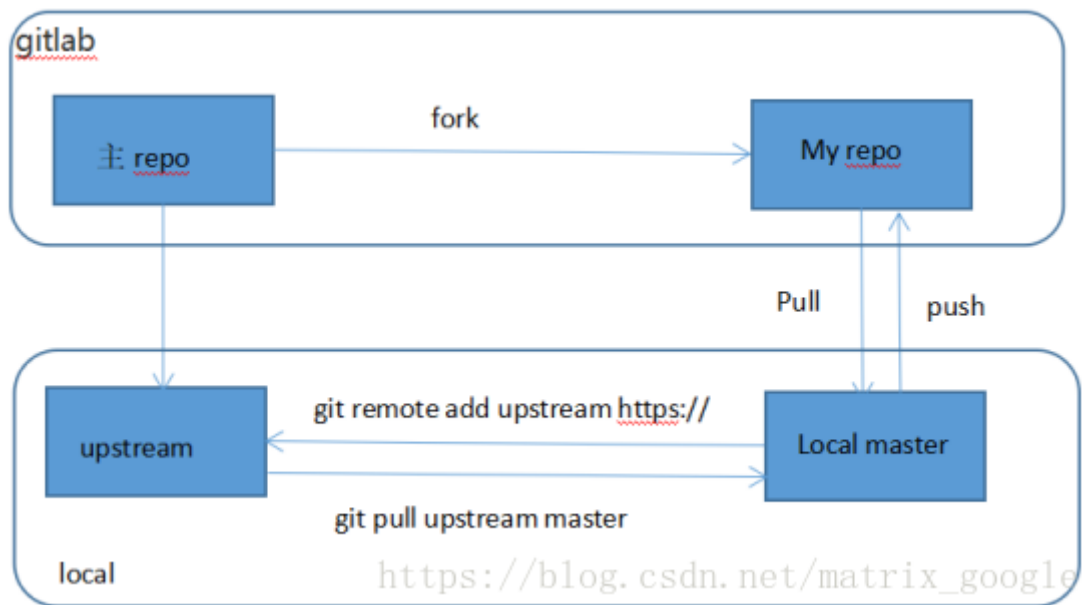 gitlab
fork
主 repo
My repo
Pull
push
git remote add upstream https://
upstream
Local master
git pull upstream master
local
https://blog.csdn.net/matrix_google